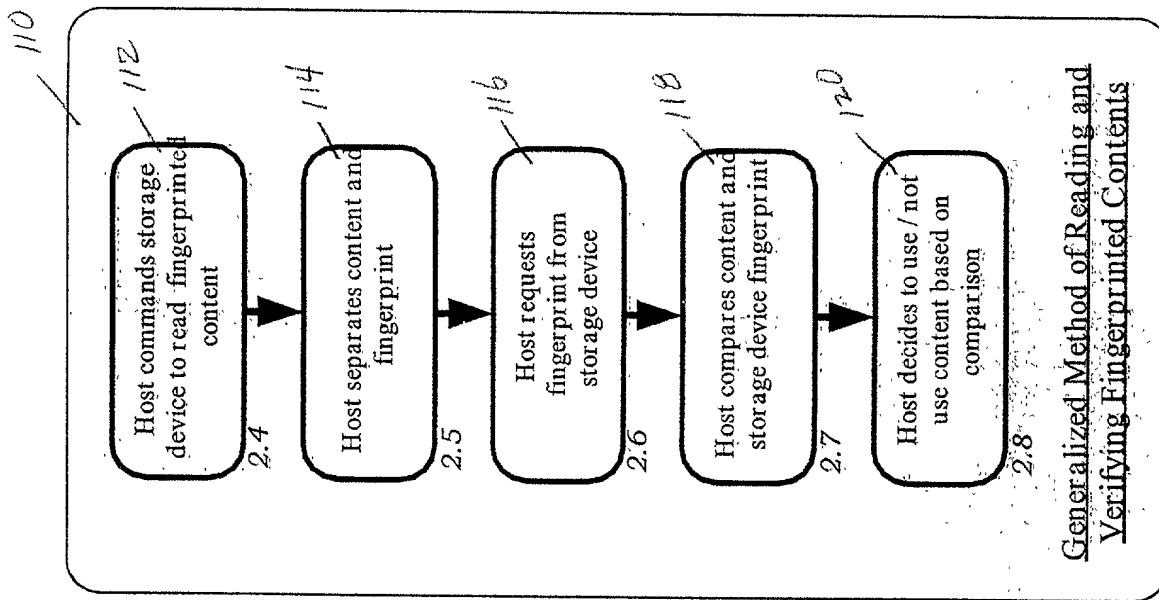 110
112
Host commands storage
device to read fingerprinted
content
2.4
114
Host separates content and
fingerprint
2.5
116
Host requests
fingerprint from
storage device
2.6
118
Host compares content and
storage device fingerprint
2.7
120
Host decides to use / not
use content based on
comparison
2.8
Generalized Method of Reading and
Verifying Fingerprinted Contents